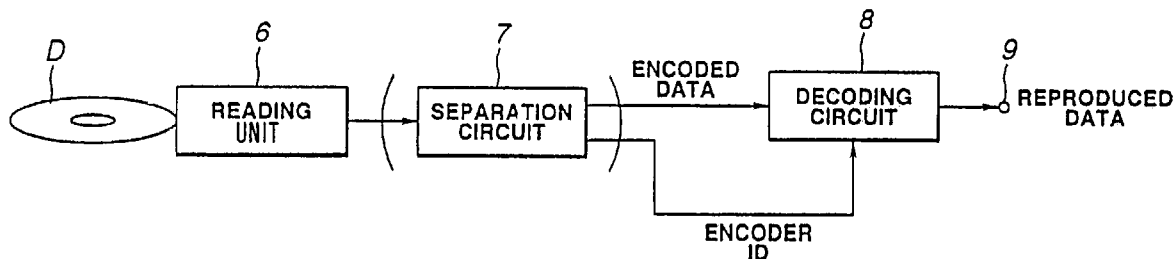 D
6
7
8
9
READING
UNIT
SEPARATION
CIRCUIT
ENCODED
DATA
DECODING
CIRCUIT
REPRODUCED
DATA
ENCODER
ID